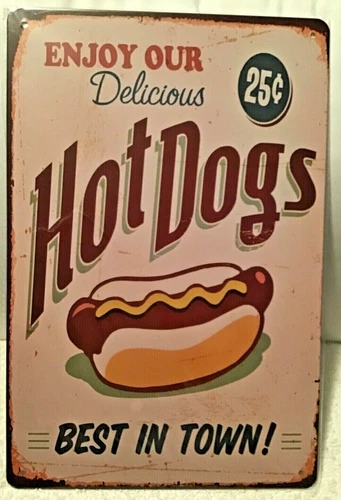 ENJOY OUR
Delicious
25¢
Hot Dogs
BEST IN TOWN!